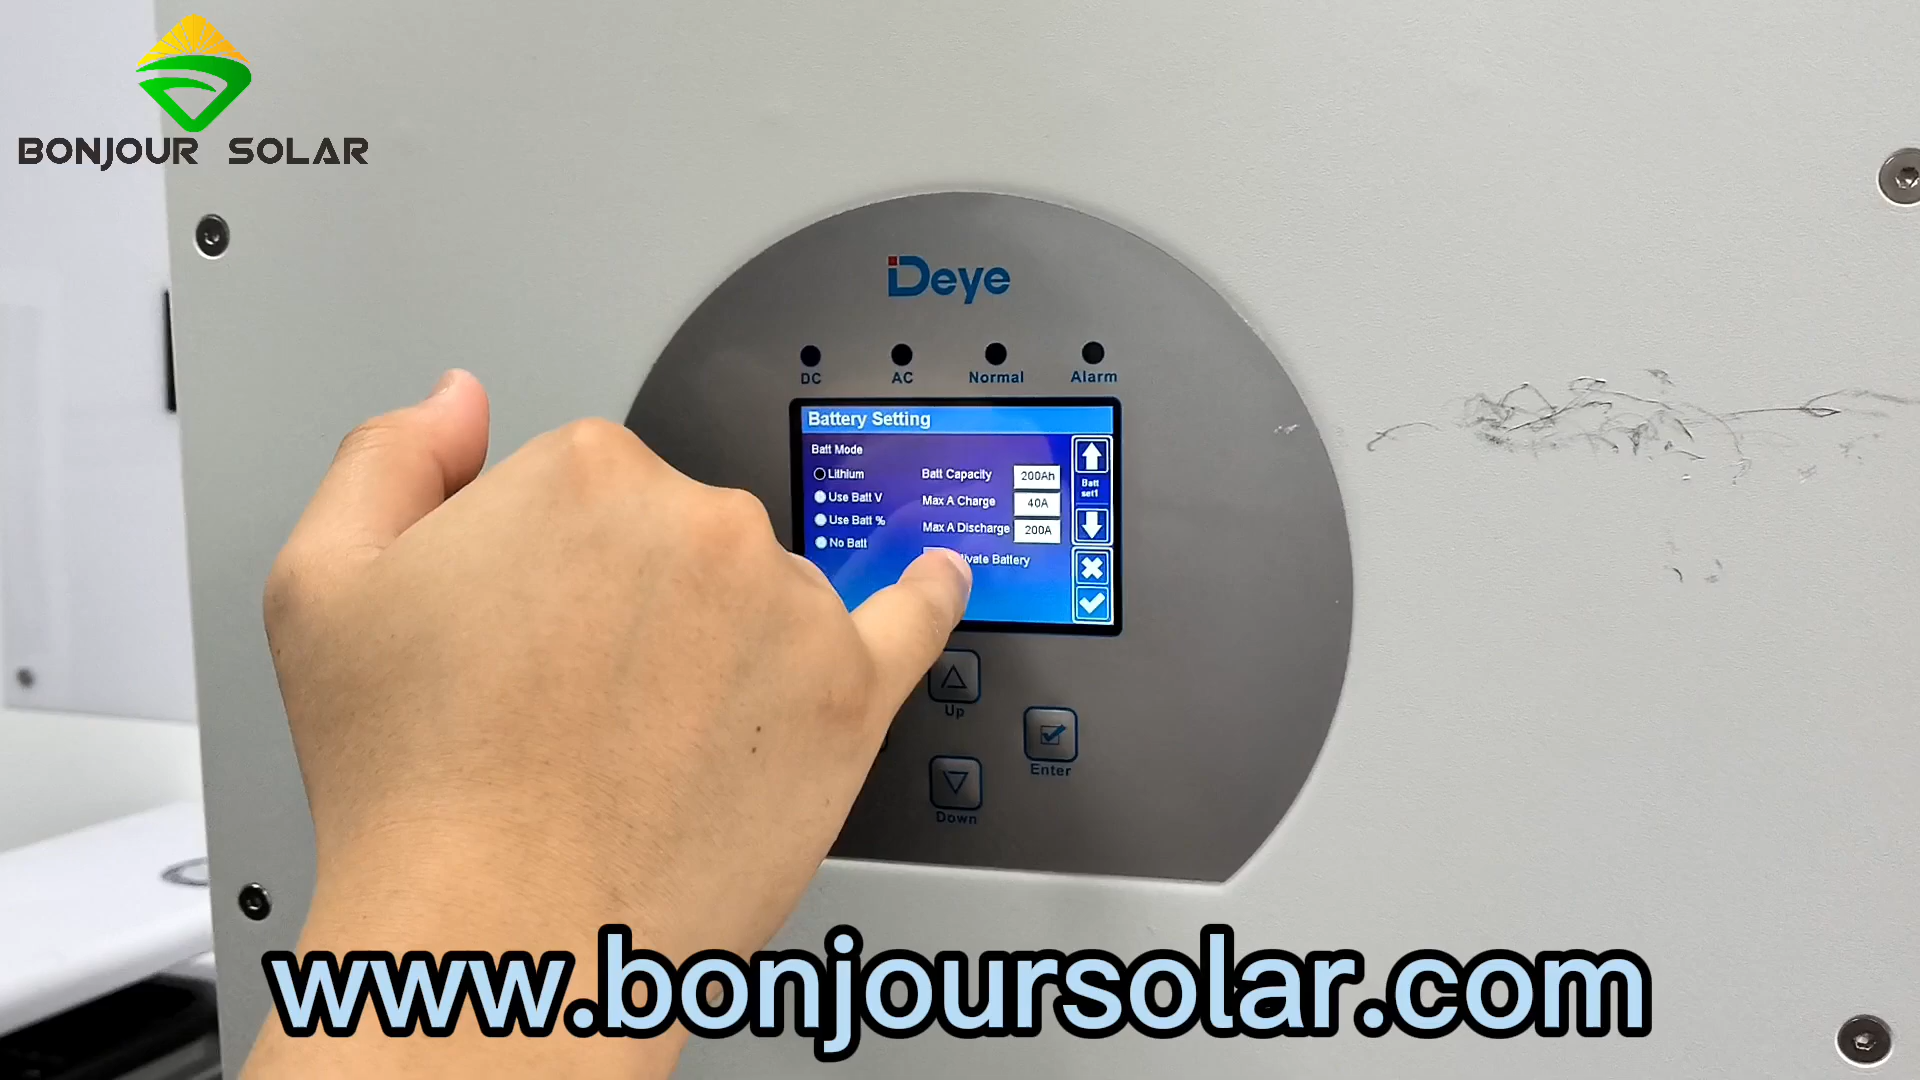 BONJOUR SOLAR
Deye
DC AC Normal Alarm
Battery Setting
Batt Mode
Lithium
Use Batt V
Use Batt %
No Batt
Batt Capacity 200Ah
Max A Charge 40A
Max A Discharge 200A
Battery
Batt
set1
Up
Enter
Down
www.bonjoursolar.com